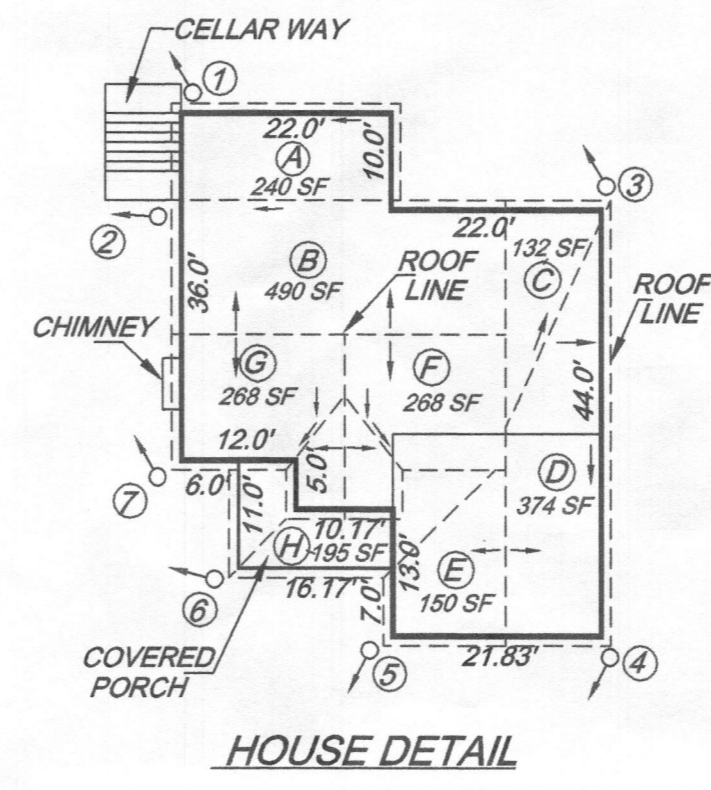 CELLAR WAY
1
22.0'
10.0'
A
240 SF
3
2
22.0'
132 SF
C
B
490 SF
ROOF
LINE
ROOF
LINE
36.0'
CHIMNEY
G
268 SF
F
268 SF
44.0'
12.0'
5.0'
D
374 SF
7
6.0'
11.0'
10.17'
H
195 SF
13.0'
E
150 SF
16.17'
7.0'
6
COVERED
PORCH
5
21.83'
4
HOUSE DETAIL